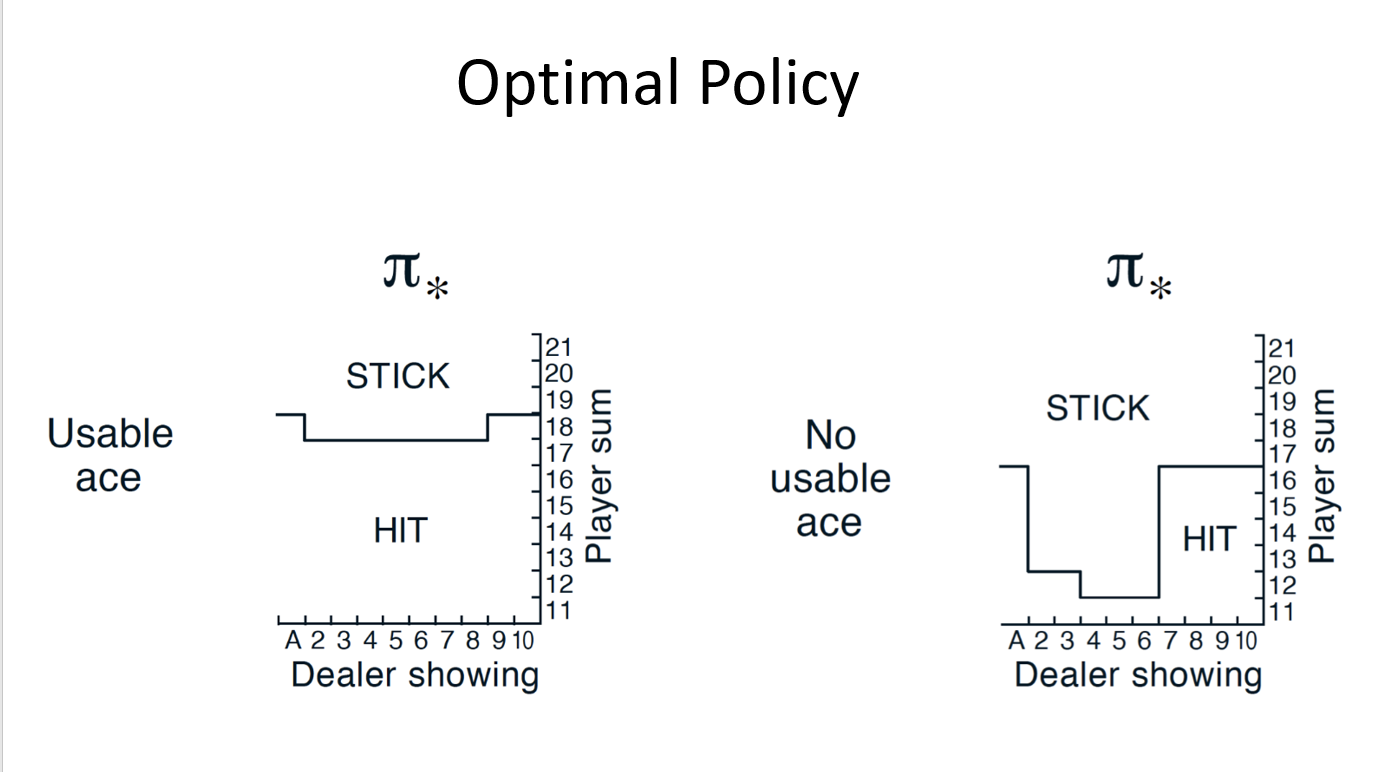 Optimal Policy
π*
Usable
ace
STICK
HIT
21
20
19
18
17
16
15
14
13
12
11
Player sum
A 2 3 4 5 6 7 8 9 10
Dealer showing
π*
No
usable
ace
STICK
HIT
21
20
19
18
17
16
15
14
13
12
11
Player sum
A 2 3 4 5 6 7 8 9 10
Dealer showing